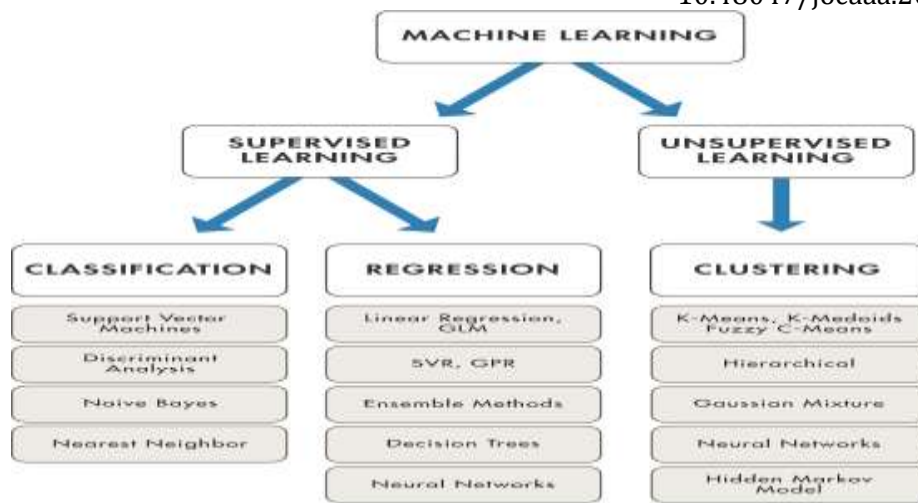 MACHINE LEARNING
SUPERVISED
LEARNING
UNSUPERVISED
LEARNING
CLASSIFICATION
Support Vector
Machines
Discriminant
Analysis
Naive Bayes
Nearest Neighbor
REGRESSION
Linear Regression,
GLM
SVR, GPR
Ensemble Methods
Decision Trees
Neural Networks
CLUSTERING
K-Means, K-Medoids
Fuzzy C-Means
Hierarchical
Gaussian Mixture
Neural Networks
Hidden Markov
Model